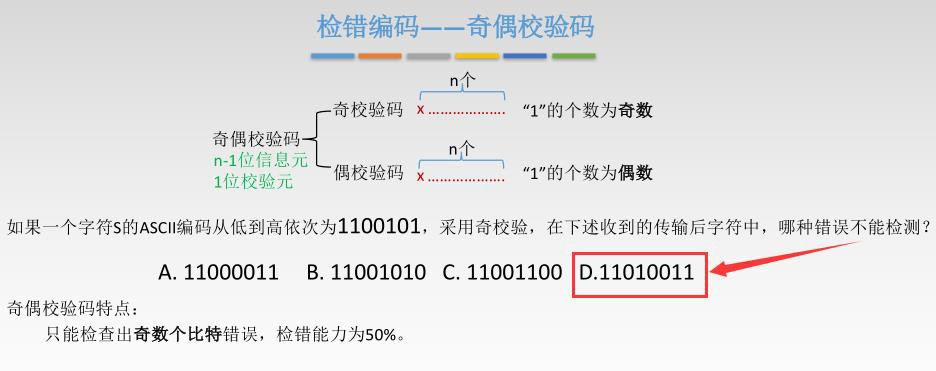 检错编码——奇偶校验码
n个
奇校验码 x ……………… “1”的个数为奇数
奇偶校验码
n-1位信息元
1位校验元
n个
偶校验码 x ……………… “1”的个数为偶数
如果一个字符S的ASCII编码从低到高依次为1100101，采用奇校验，在下述收到的传输后字符中，哪种错误不能检测？
A. 11000011 B. 11001010 C. 11001100 D.11010011
奇偶校验码特点：
只能检查出奇数个比特错误，检错能力为50%。